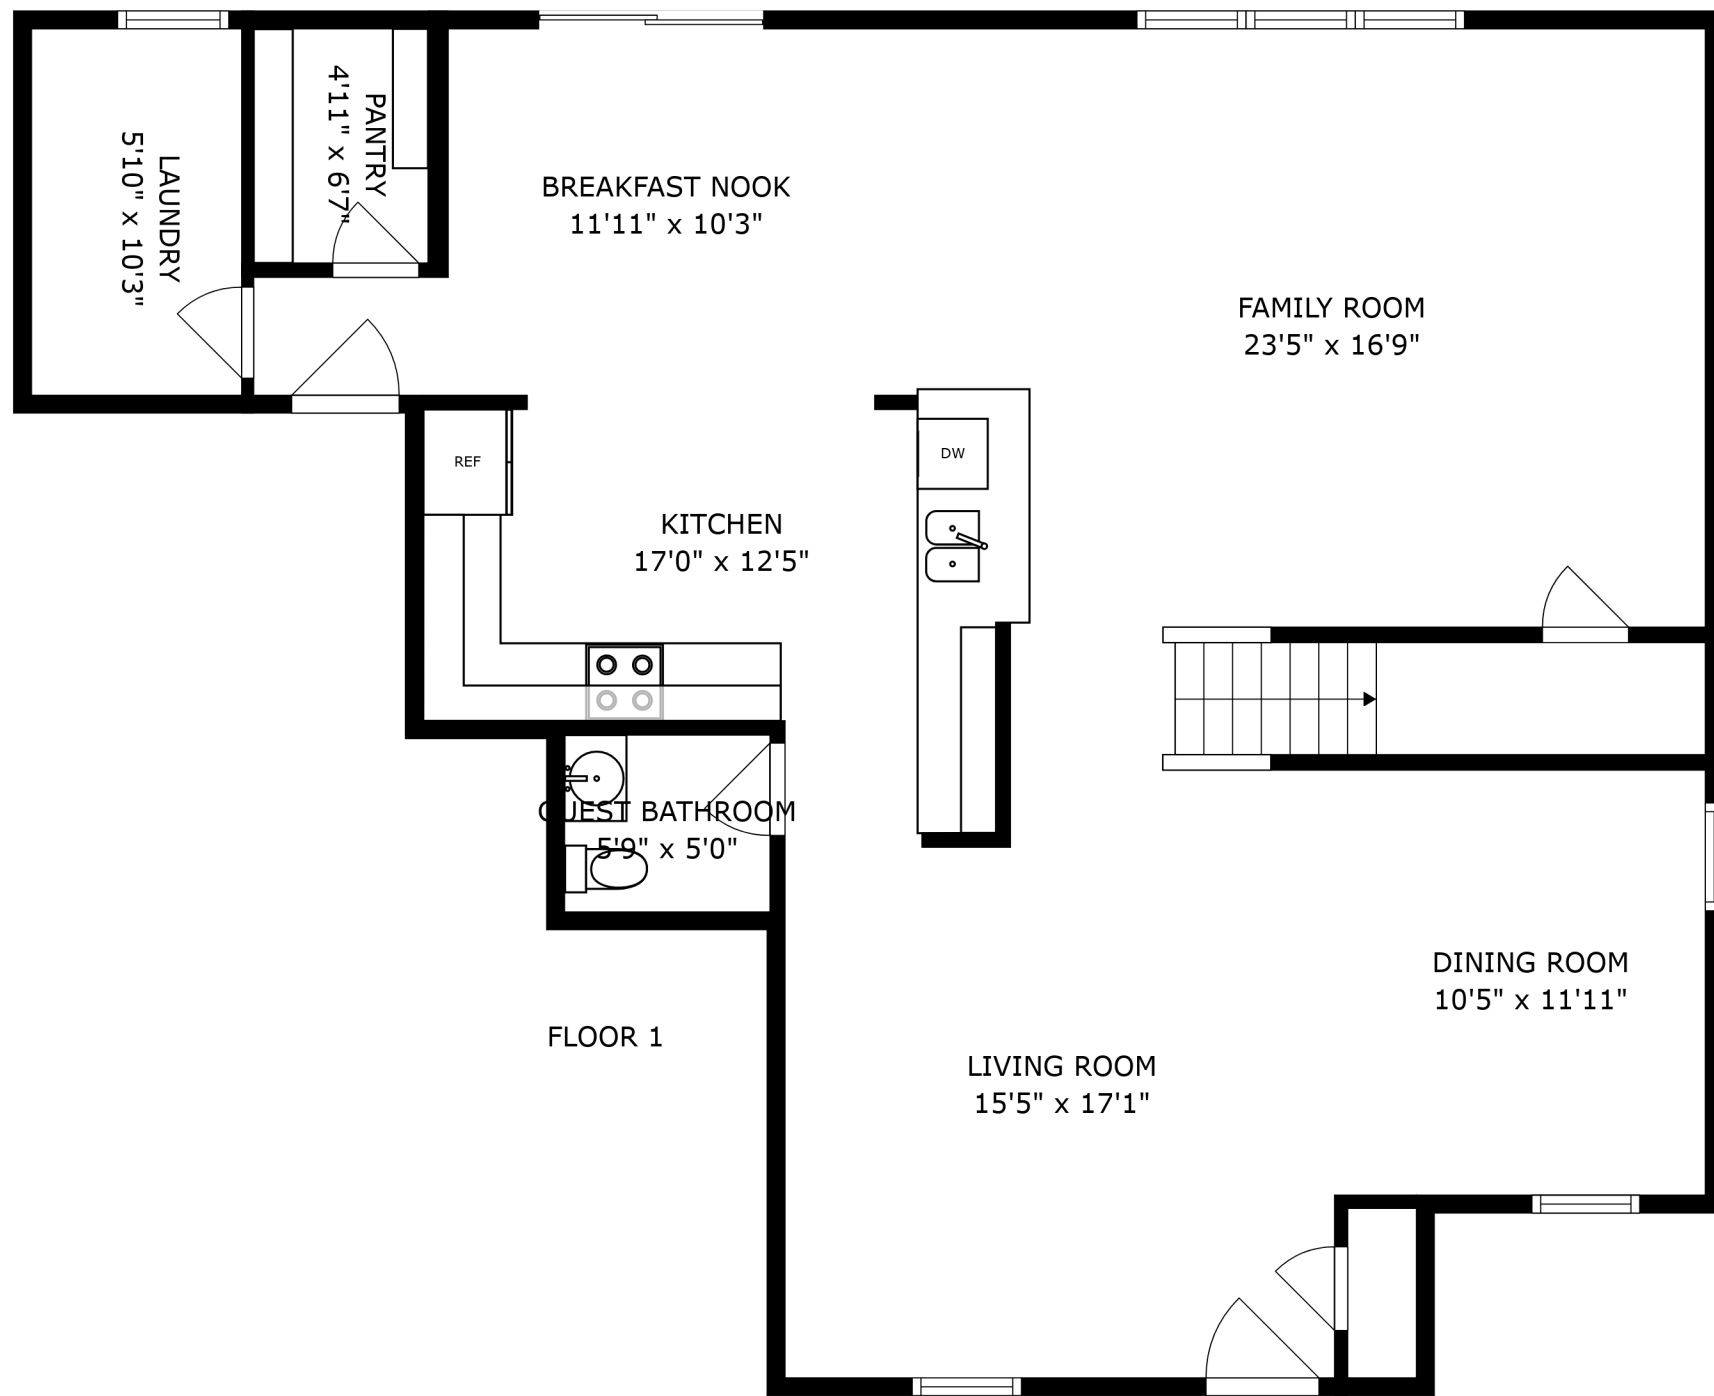 LAUNDRY
5'10" x 10'3"
PANTRY
4'11" x 6'7"
BREAKFAST NOOK
11'11" x 10'3"
FAMILY ROOM
23'5" x 16'9"
REF
DW
KITCHEN
17'0" x 12'5"
GUEST BATHROOM
5'9" x 5'0"
DINING ROOM
10'5" x 11'11"
FLOOR 1
LIVING ROOM
15'5" x 17'1"